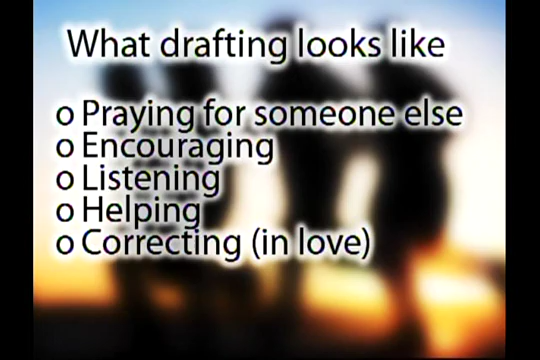 What drafting looks like
o Praying for someone else
o Encouraging
o Listening
o Helping
o Correcting (in love)